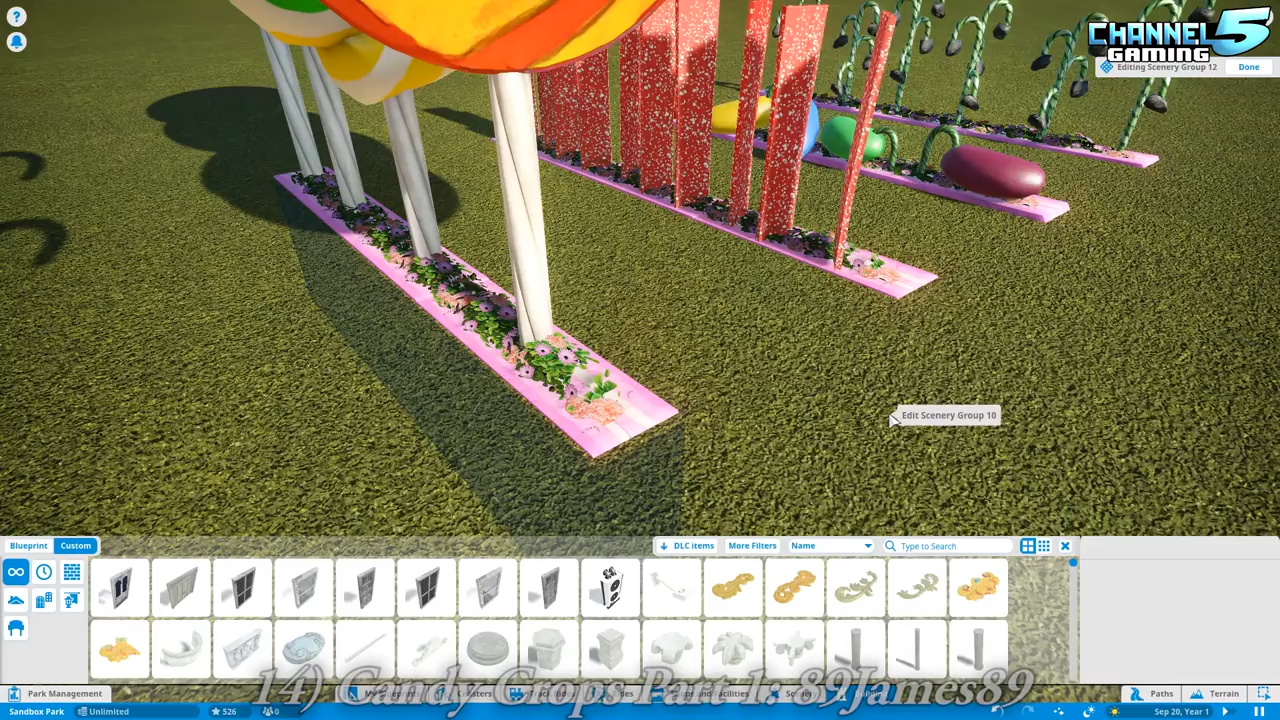 ?
CHANNEL 5
GAMING
Editing Scenery Group 12
Done
Edit Scenery Group 10
Blueprint
Custom
DLC items
More Filters
Name
Type to Search
14) Candy Crops Part 1: 89James89
Park Management
Paths
Terrain
Sandbox Park
Unlimited
526
0
Sep 20, Year 1